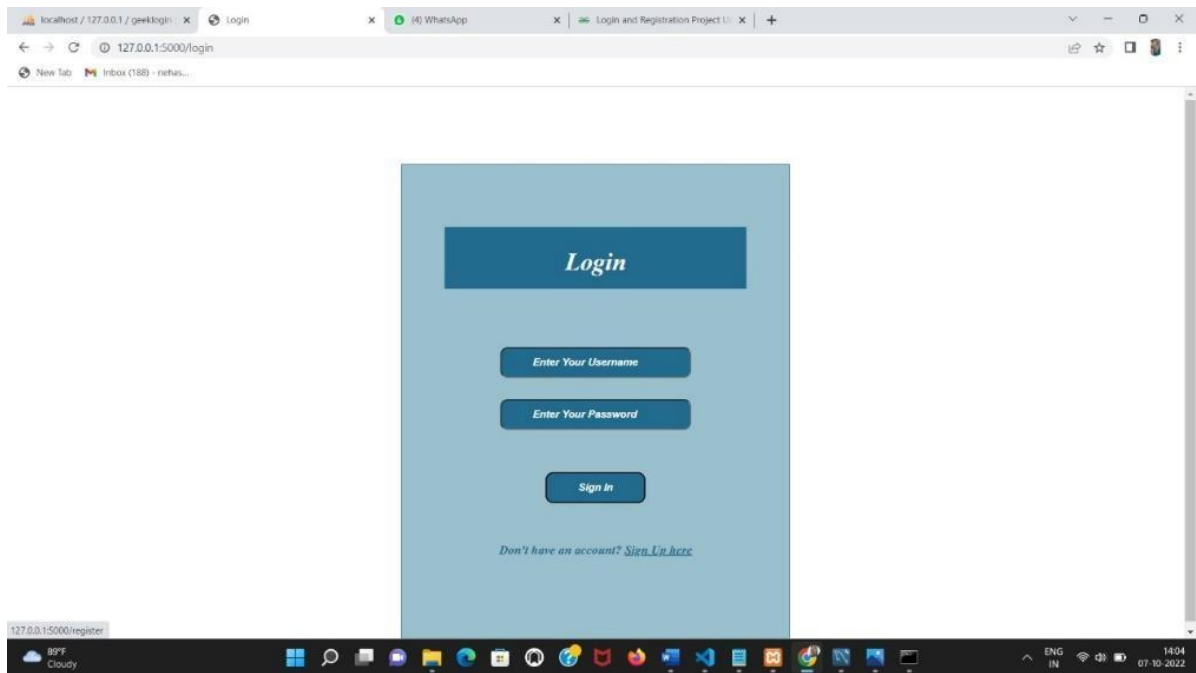 localhost / 127.0.0.1 / geeklogin
Login
(4) WhatsApp
Login and Registration Project U
127.0.0.1:5000/login
New Tab
Inbox (188) - nehas...
Login
Enter Your Username
Enter Your Password
Sign In
Don't have an account? Sign Up here
127.0.0.1:5000/register
89°F
Cloudy
ENG
IN
14:04
07-10-2022